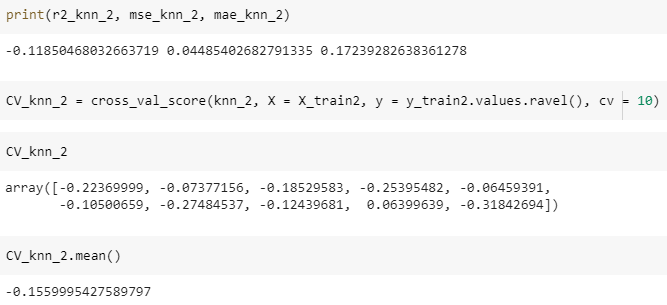 print(r2_knn_2, mse_knn_2, mae_knn_2)
-0.11850468032663719 0.04485402682791335 0.17239282638361278
CV_knn_2 = cross_val_score(knn_2, X = X_train2, y = y_train2.values.ravel(), cv = 10)
CV_knn_2
array([-0.22369999, -0.07377156, -0.18529583, -0.25395482, -0.06459391,
-0.10500659, -0.27484537, -0.12439681, 0.06399639, -0.31842694])
CV_knn_2.mean()
-0.1559995427589797